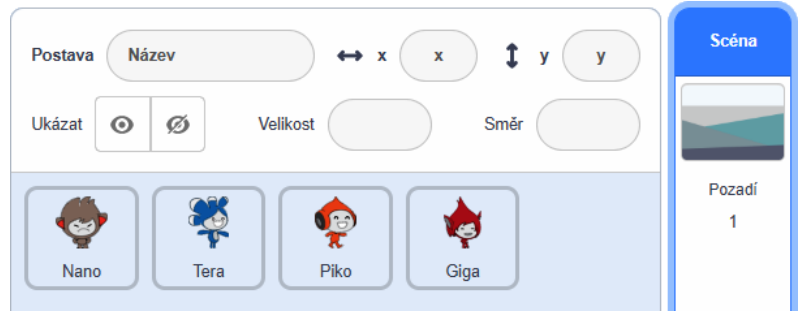 Postava Název x x y y
Ukázat Velikost Směr
Nano Tera Piko Giga
Scéna
Pozadí
1